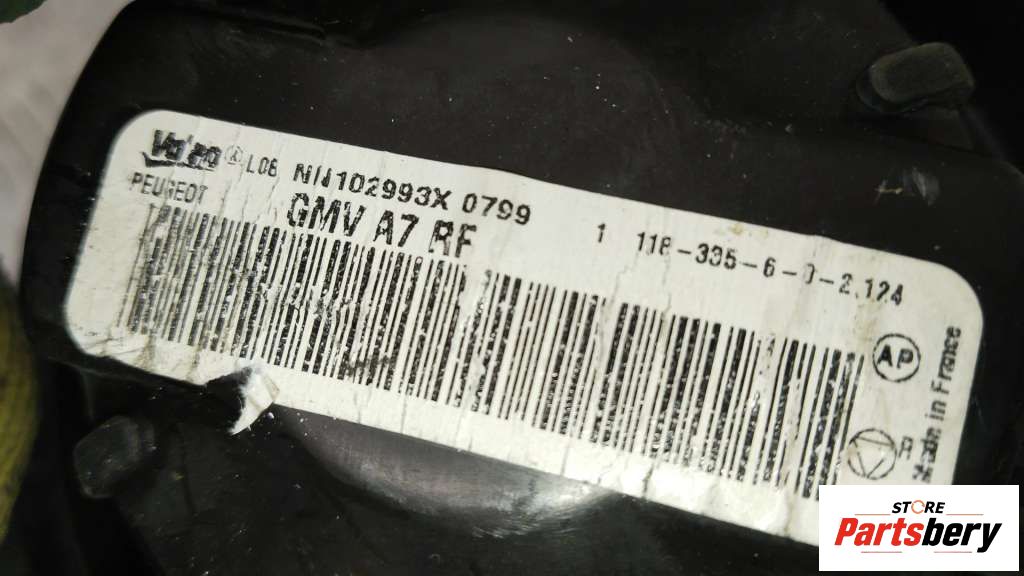 Valeo L08 NN102993X 0799 1 118-335-6-0-2,124
PEUGEOT GMV A7 RF
AP
R
Made in France
STORE
Partsbery